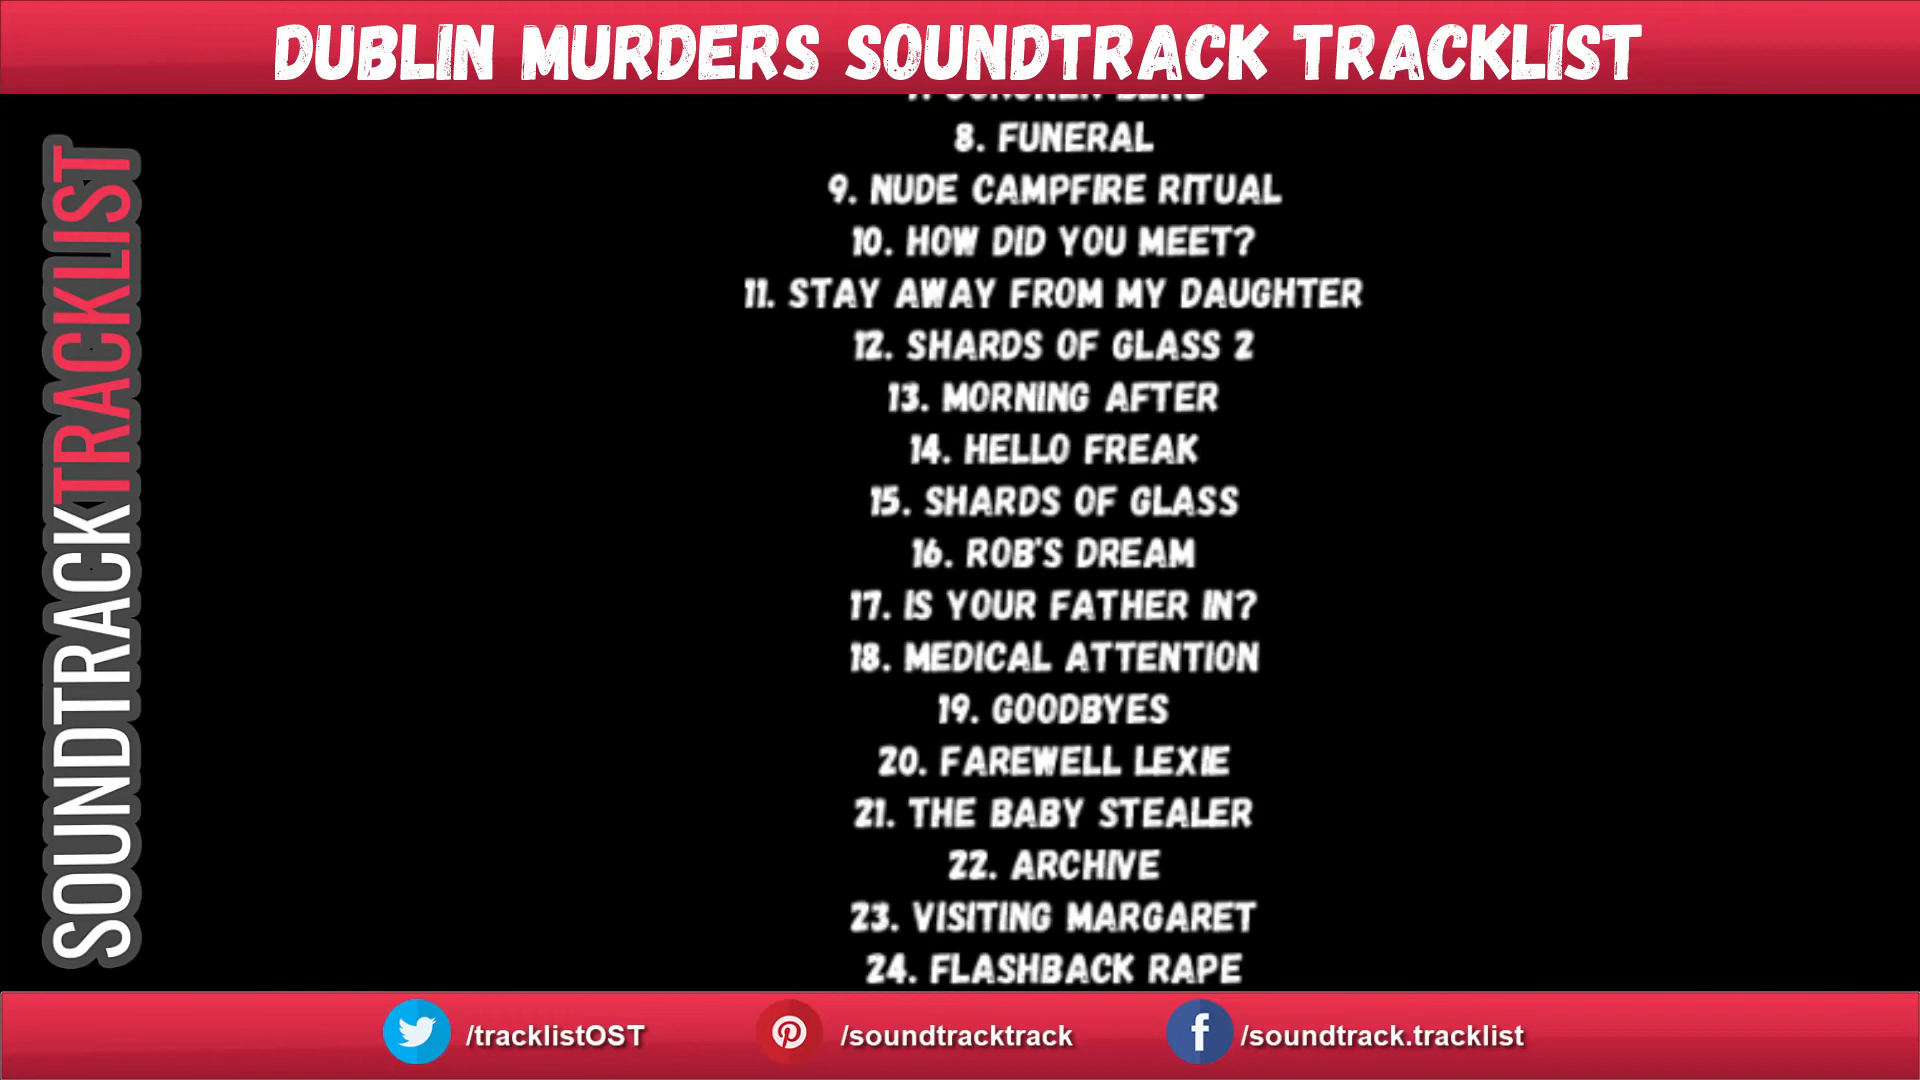 DUBLIN MURDERS SOUNDTRACK TRACKLIST
8. FUNERAL
9. NUDE CAMPFIRE RITUAL
10. HOW DID YOU MEET?
11. STAY AWAY FROM MY DAUGHTER
12. SHARDS OF GLASS 2
13. MORNING AFTER
14. HELLO FREAK
15. SHARDS OF GLASS
16. ROB'S DREAM
17. IS YOUR FATHER IN?
18. MEDICAL ATTENTION
19. GOODBYES
20. FAREWELL LEXIE
21. THE BABY STEALER
22. ARCHIVE
23. VISITING MARGARET
24. FLASHBACK RAPE
SOUNDTRACKTRACKLIST
/tracklistOST
/soundtracktrack
/soundtrack.tracklist